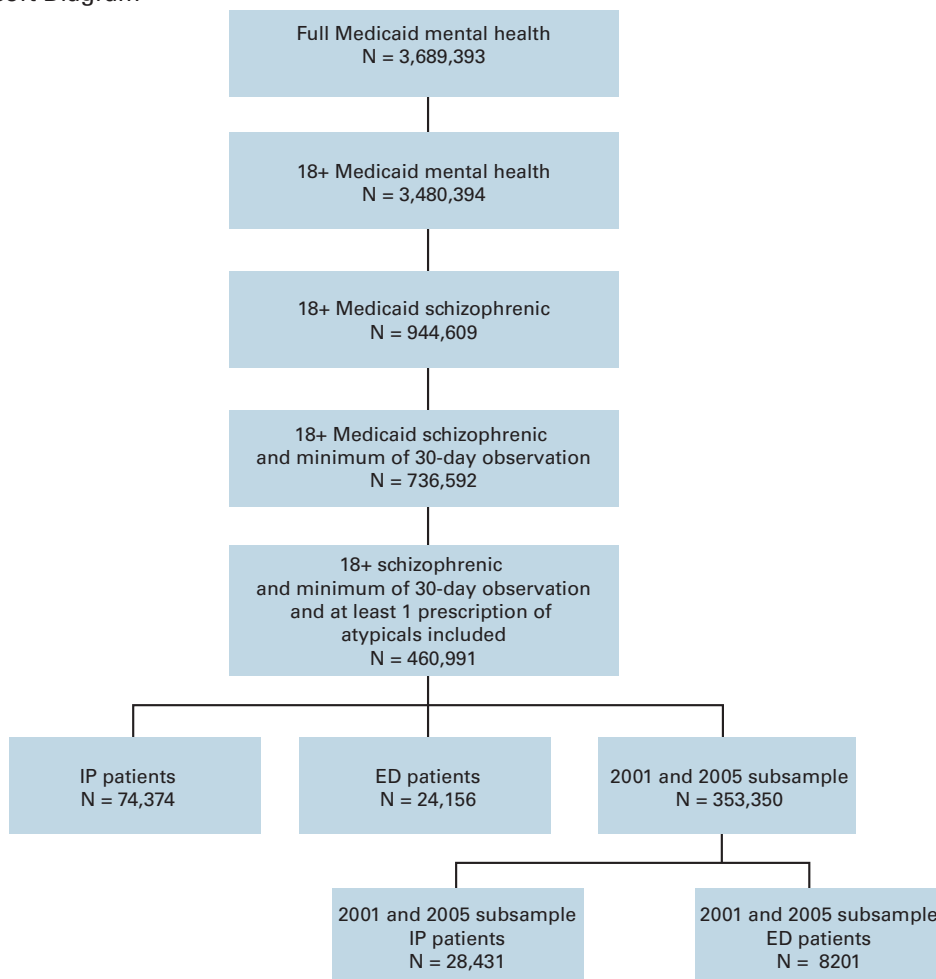 Diagram
Full Medicaid mental health
N = 3,689,393
18+ Medicaid mental health
N = 3,480,394
18+ Medicaid schizophrenic
N = 944,609
18+ Medicaid schizophrenic
and minimum of 30-day observation
N = 736,592
18+ schizophrenic
and minimum of 30-day observation
and at least 1 prescription of
atypicals included
N = 460,991
IP patients
N = 74,374
ED patients
N = 24,156
2001 and 2005 subsample
N = 353,350
2001 and 2005 subsample
IP patients
N = 28,431
2001 and 2005 subsample
ED patients
N = 8201